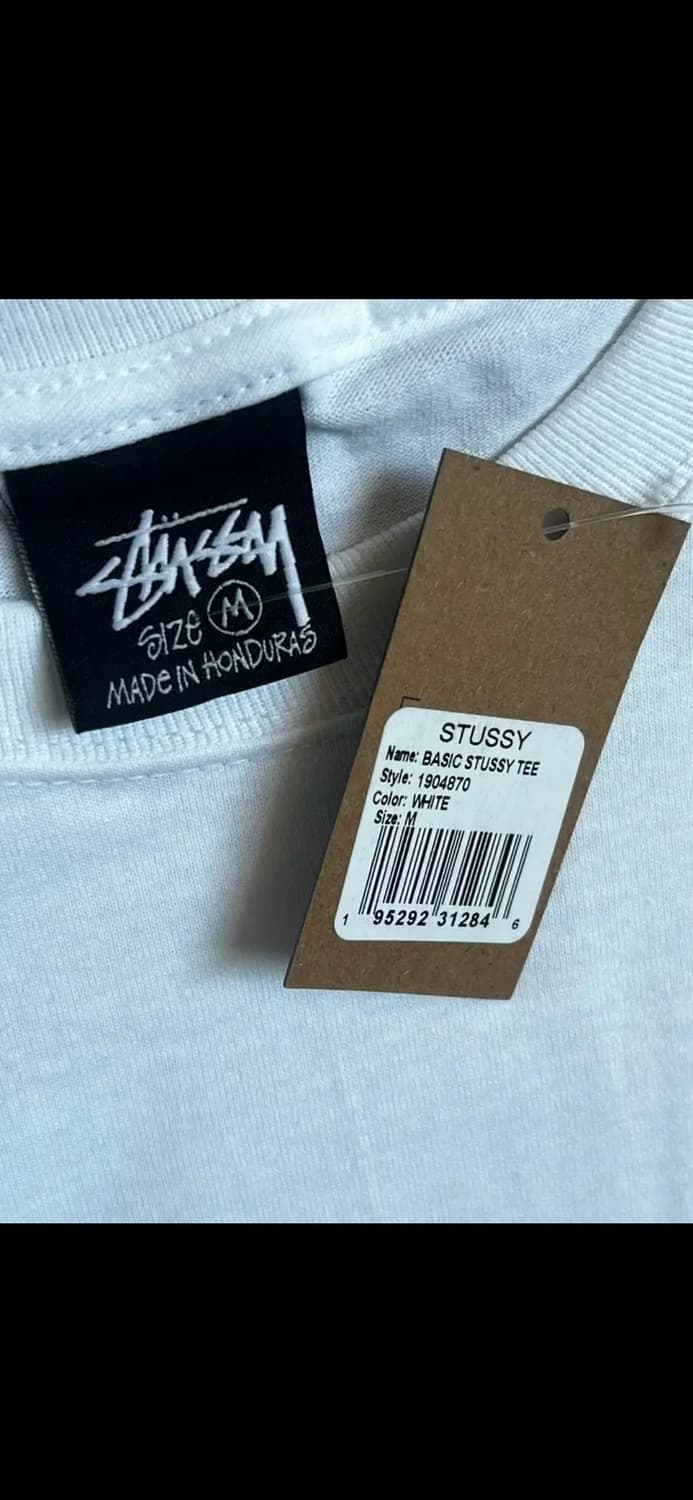 STÜSSY
SIZE M
MADE IN HONDURAS
STUSSY
Name: BASIC STUSSY TEE
Style: 1904870
Color: WHITE
Size: M
1 95292 31284 6